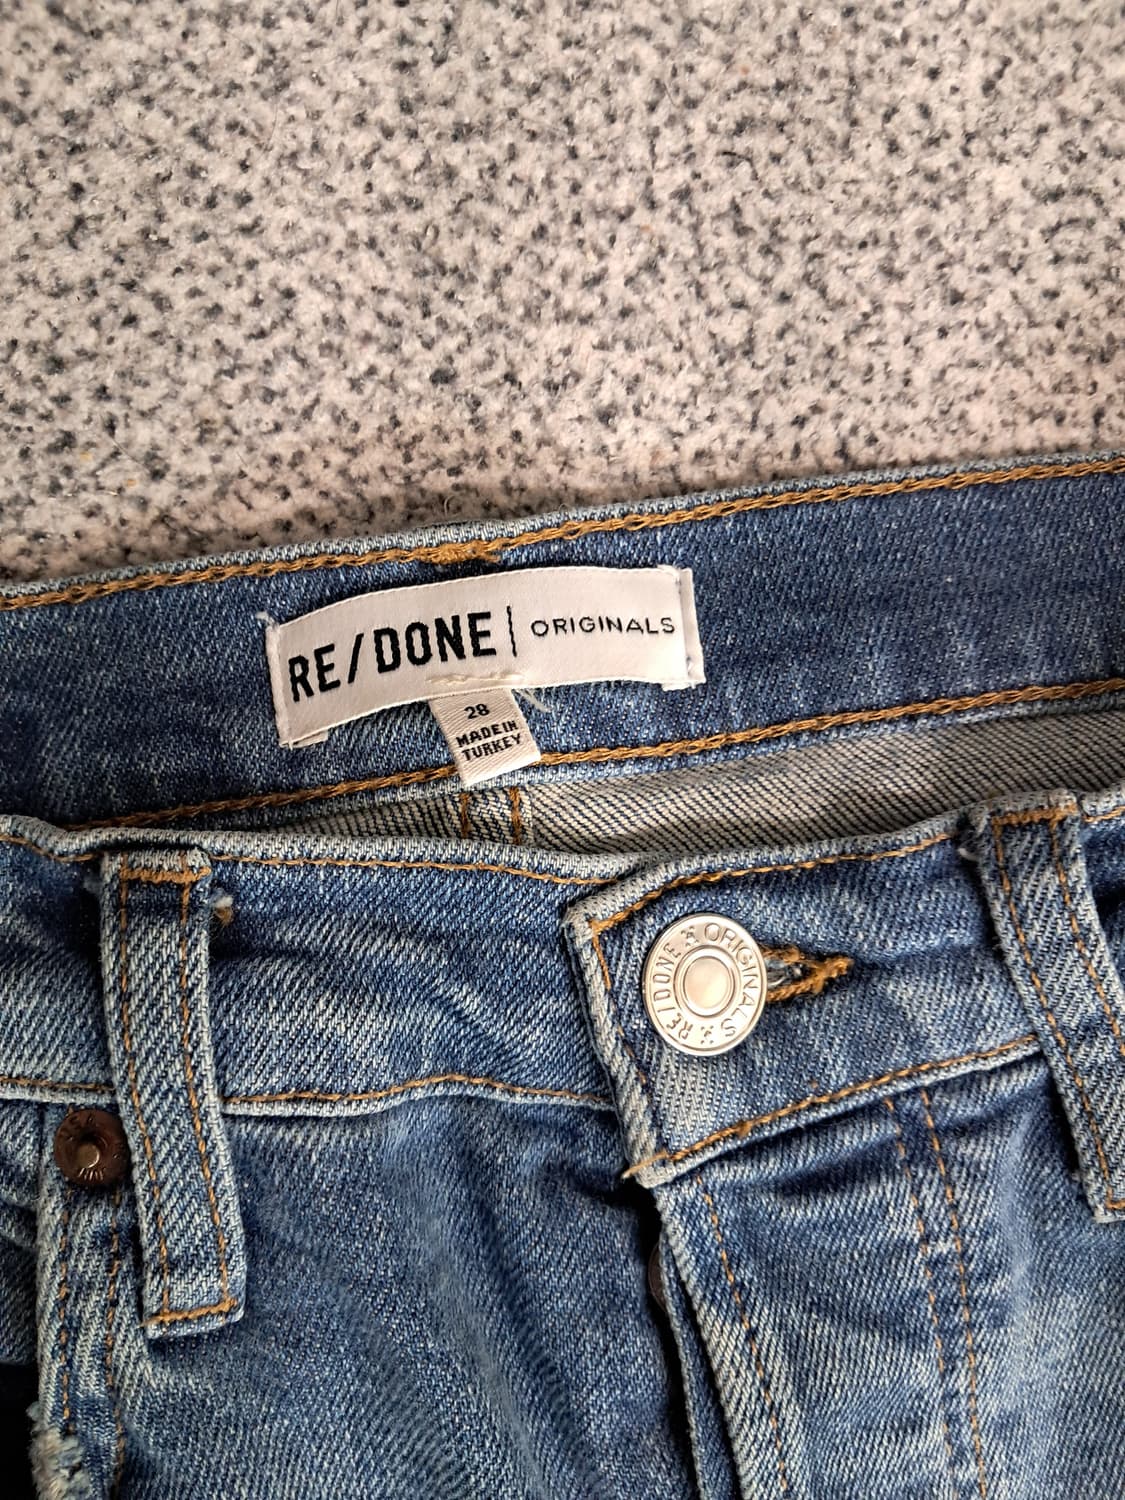 RE/DONE | ORIGINALS
28
MADE IN
TURKEY
RE/DONE ORIGINALS